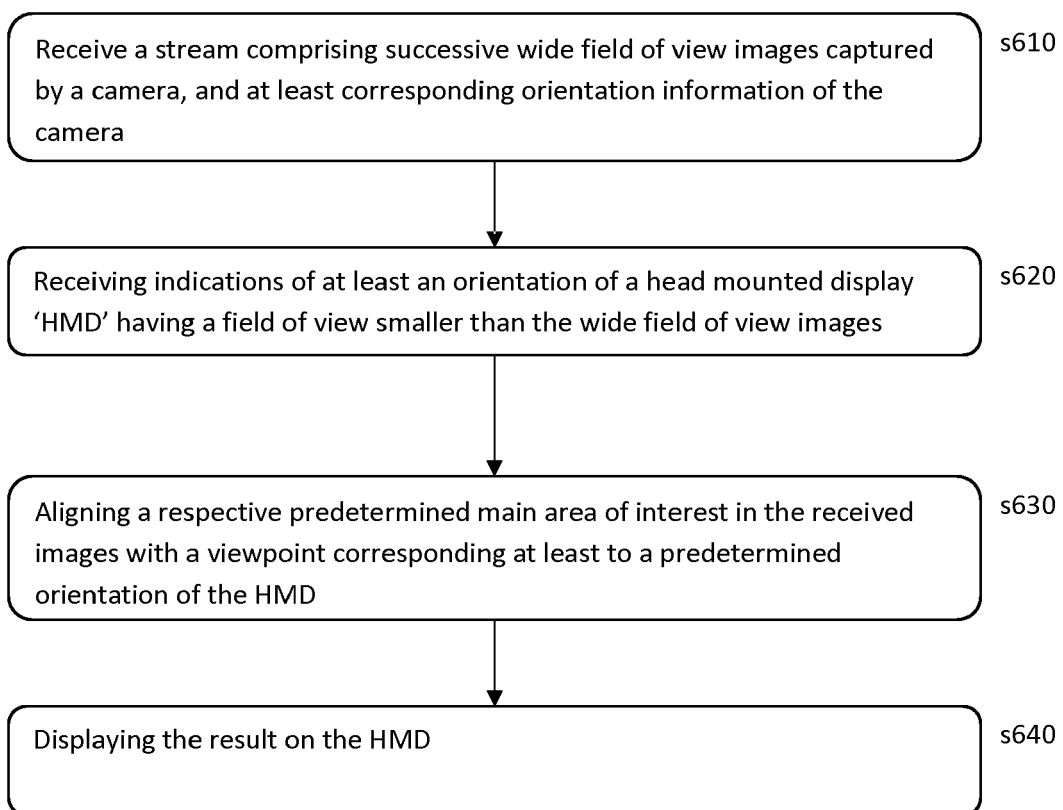 Receive a stream comprising successive wide field of view images captured
by a camera, and at least corresponding orientation information of the
camera
s610
Receiving indications of at least an orientation of a head mounted display
‘HMD’ having a field of view smaller than the wide field of view images
s620
Aligning a respective predetermined main area of interest in the received
images with a viewpoint corresponding at least to a predetermined
orientation of the HMD
s630
Displaying the result on the HMD
s640